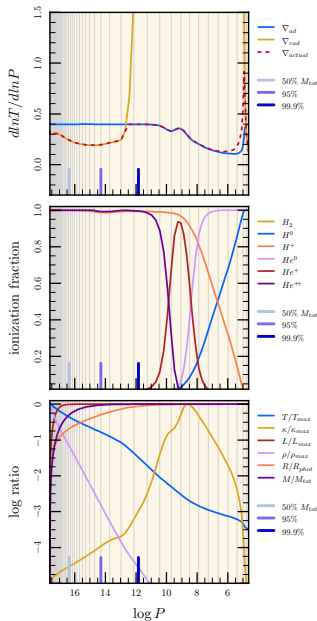 1.5
1.0
0.5
0.0
dlnT/dlnP
∇ad
∇rad
∇actual
50% Mtot
95%
99.9%
1.0
0.8
0.6
0.4
0.2
ionization fraction
H2
H0
H+
He0
He+
He++
50% Mtot
95%
99.9%
0
−1
−2
−3
−4
log ratio
T/Tmax
κ/κmax
L/Lmax
ρ/ρmax
R/Rphot
M/Mtot
50% Mtot
95%
99.9%
16 14 12 10 8 6
log P